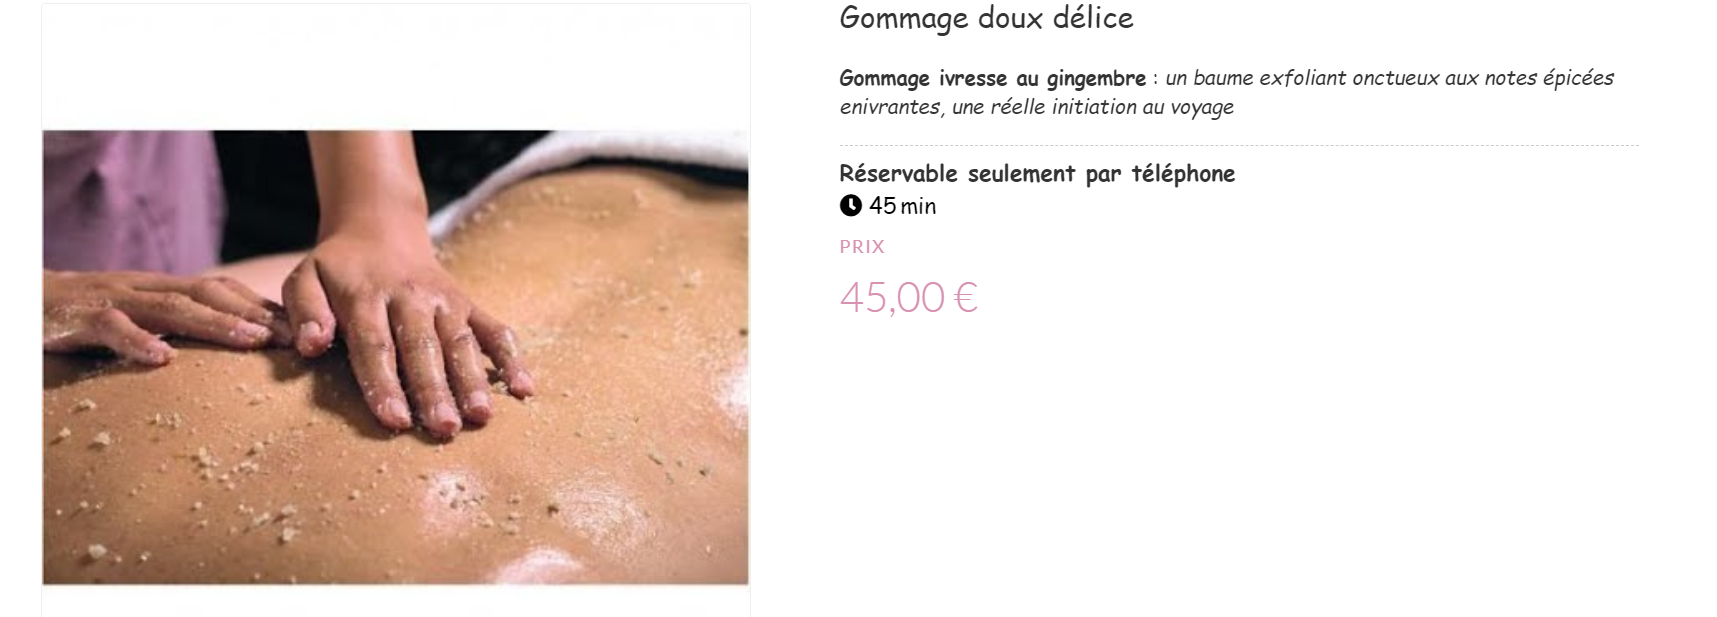 Gommage doux délice
Gommage ivresse au gingembre : un baume exfoliant onctueux aux notes épicées
enivrantes, une réelle initiation au voyage
Réservable seulement par téléphone
45 min
PRIX
45,00 €